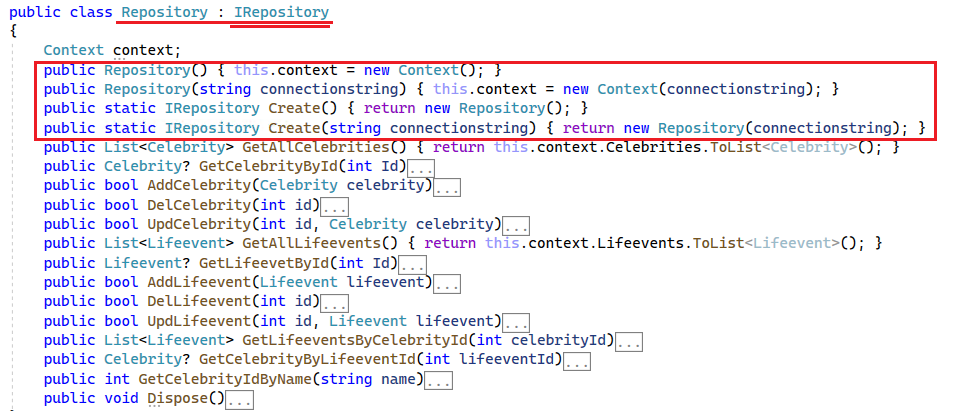 public class Repository : IRepository
{
Context context;
public Repository() { this.context = new Context(); }
public Repository(string connectionstring) { this.context = new Context(connectionstring); }
public static IRepository Create() { return new Repository(); }
public static IRepository Create(string connectionstring) { return new Repository(connectionstring); }
public List<Celebrity> GetAllCelebrities() { return this.context.Celebrities.ToList<Celebrity>(); }
public Celebrity? GetCelebrityById(int Id)...
public bool AddCelebrity(Celebrity celebrity)...
public bool DelCelebrity(int id)...
public bool UpdCelebrity(int id, Celebrity celebrity)...
public List<Lifeevent> GetAllLifeevents() { return this.context.Lifeevents.ToList<Lifeevent>(); }
public Lifeevent? GetLifeevetById(int Id)...
public bool AddLifeevent(Lifeevent lifeevent)...
public bool DelLifeevent(int id)...
public bool UpdLifeevent(int id, Lifeevent lifeevent)...
public List<Lifeevent> GetLifeeventsByCelebrityId(int celebrityId)...
public Celebrity? GetCelebrityByLifeeventId(int lifeeventId)...
public int GetCelebrityIdByName(string name)...
public void Dispose()...